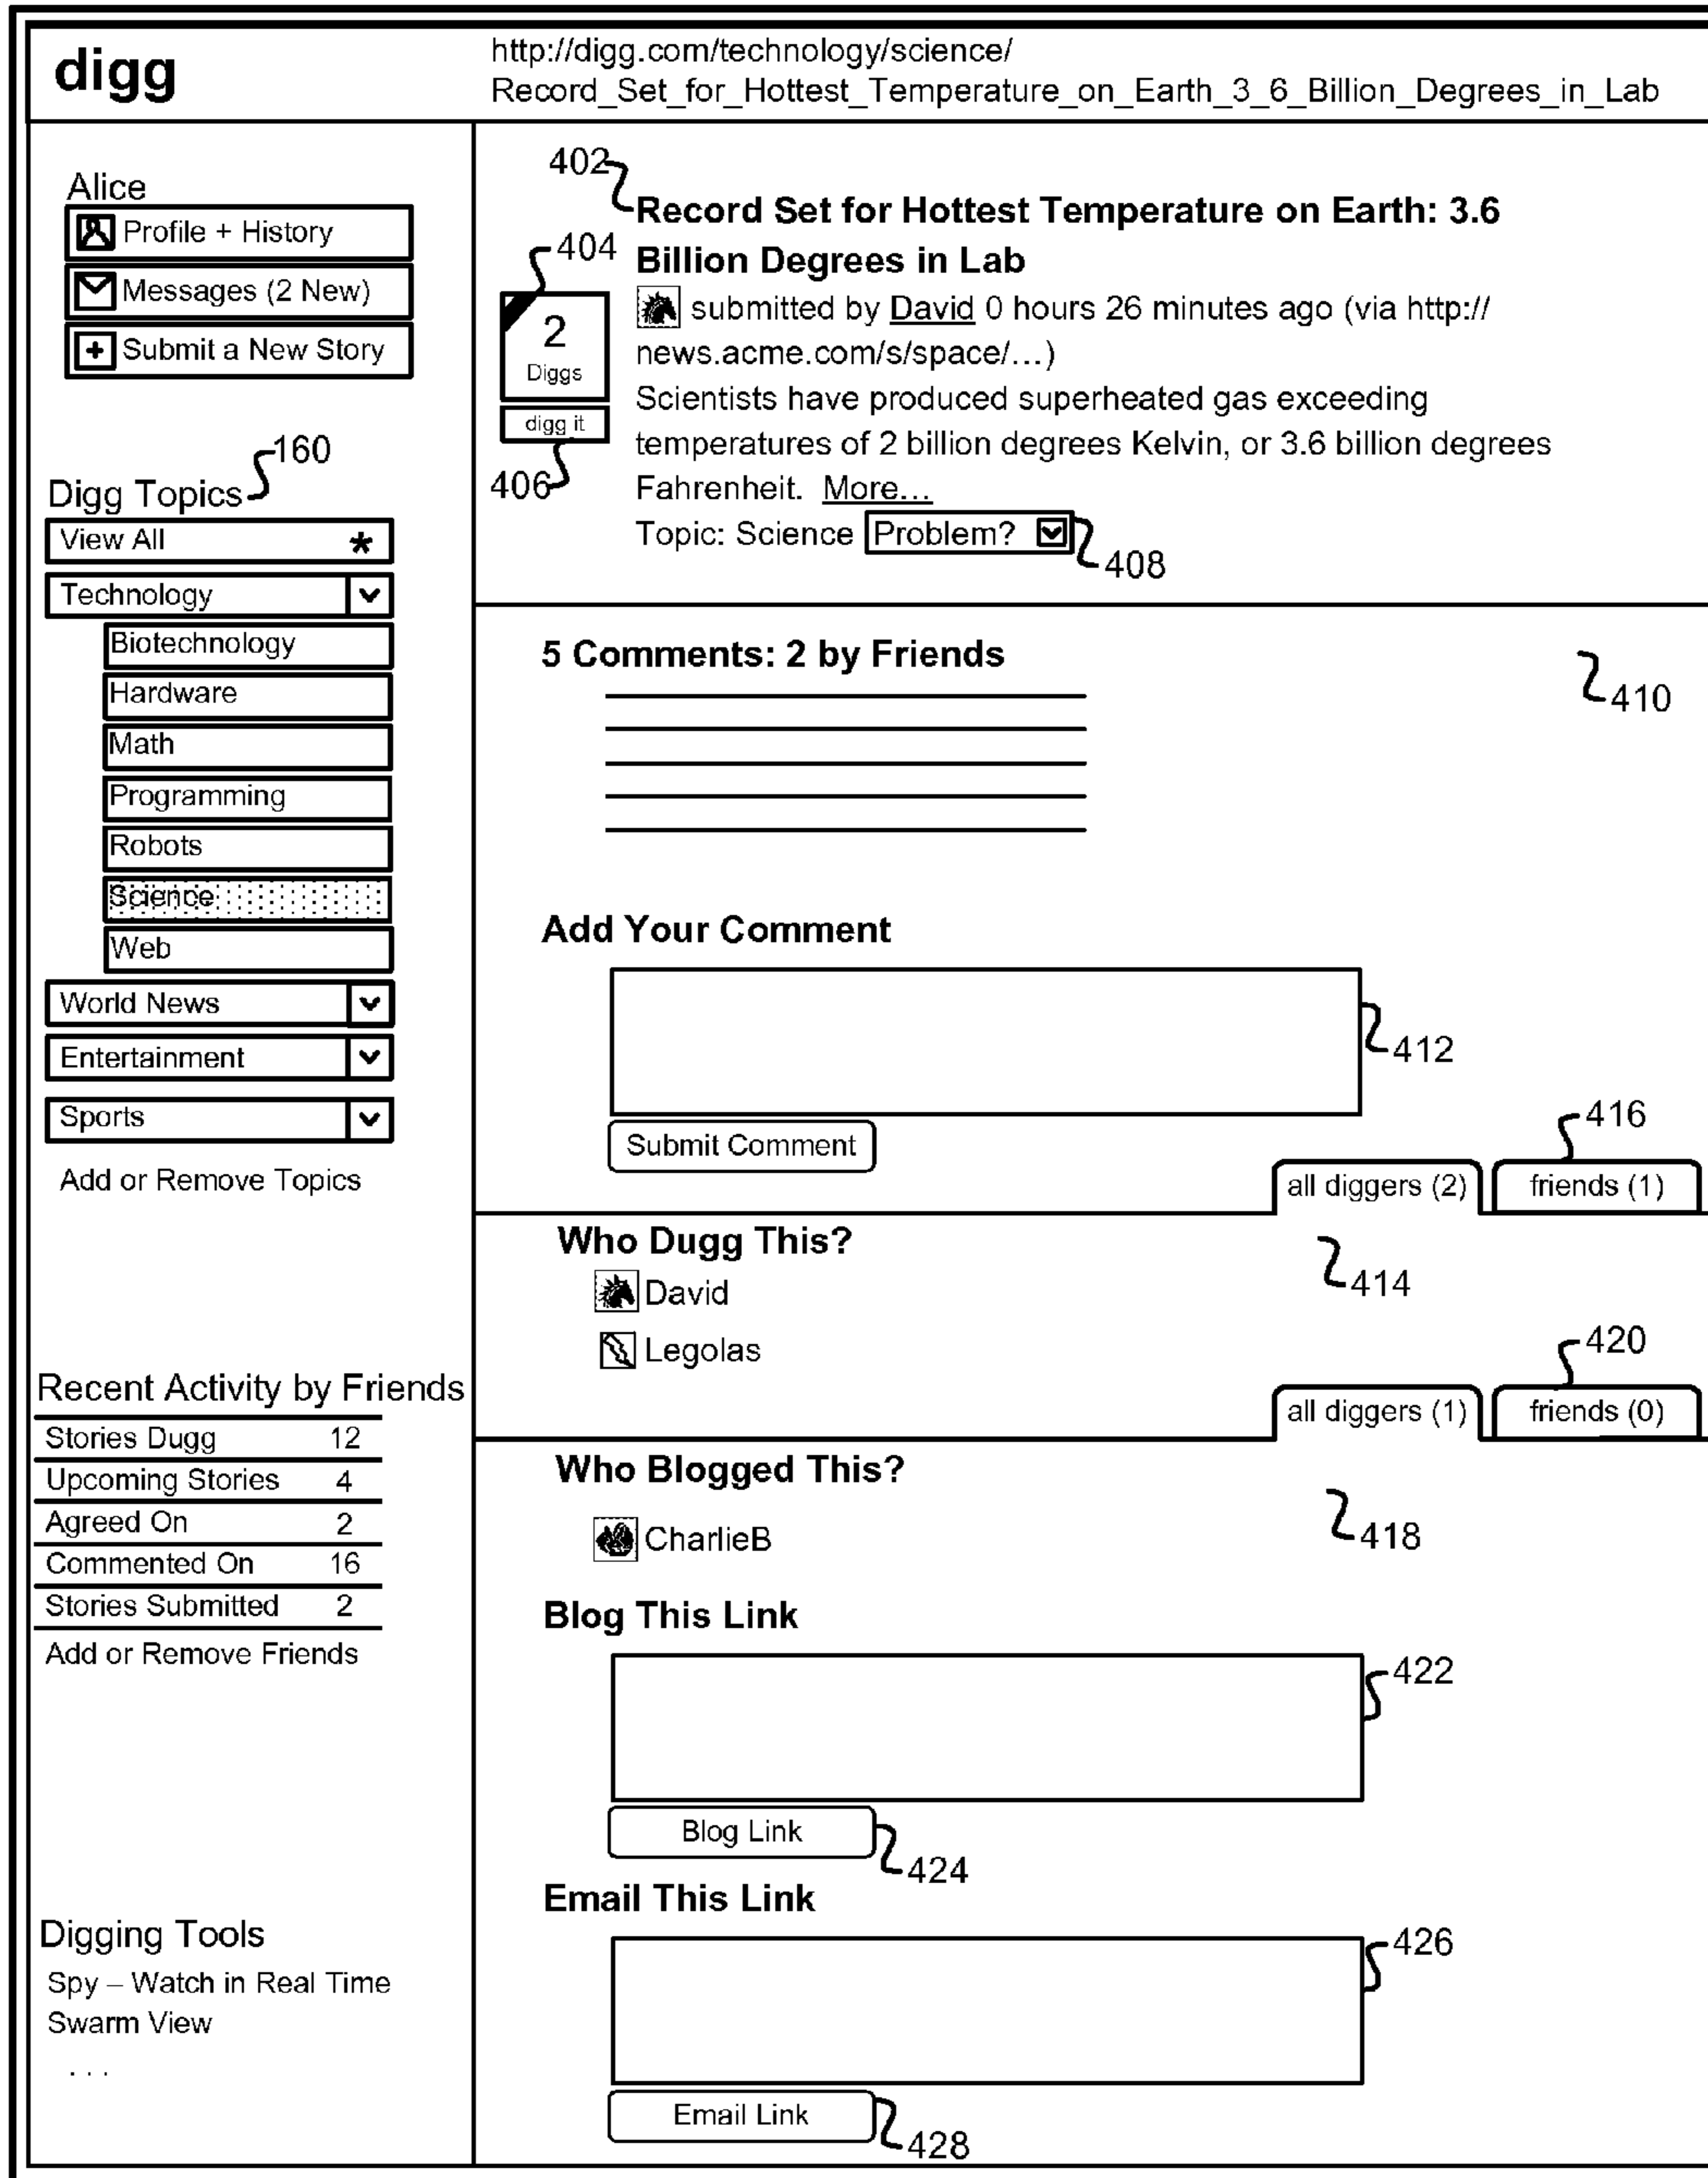 digg
http://digg.com/technology/science/
Record_Set_for_Hottest_Temperature_on_Earth_3_6_Billion_Degrees_in_Lab
Alice
Profile + History
Messages (2 New)
Submit a New Story
160
Digg Topics
View All *
Technology
Biotechnology
Hardware
Math
Programming
Robots
Science
Web
World News
Entertainment
Sports
Add or Remove Topics
Recent Activity by Friends
Stories Dugg 12
Upcoming Stories 4
Agreed On 2
Commented On 16
Stories Submitted 2
Add or Remove Friends
Digging Tools
Spy – Watch in Real Time
Swarm View
. . .
402
Record Set for Hottest Temperature on Earth: 3.6
Billion Degrees in Lab
404
2
Diggs
digg it
406
submitted by David 0 hours 26 minutes ago (via http://
news.acme.com/s/space/...)
Scientists have produced superheated gas exceeding
temperatures of 2 billion degrees Kelvin, or 3.6 billion degrees
Fahrenheit. More...
Topic: Science Problem?
408
5 Comments: 2 by Friends
410
Add Your Comment
412
Submit Comment
416
all diggers (2) friends (1)
Who Dugg This?
414
David
Legolas
420
all diggers (1) friends (0)
Who Blogged This?
418
CharlieB
Blog This Link
422
Blog Link
424
Email This Link
426
Email Link
428